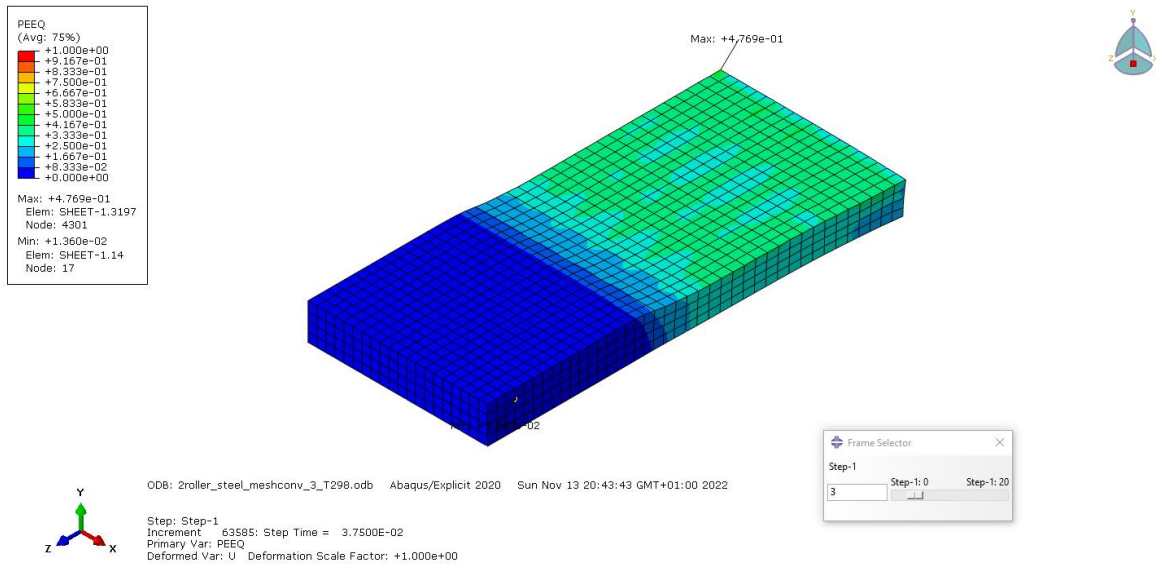 PEEQ
(Avg: 75%)
+1.000e+00
+9.167e-01
+8.333e-01
+7.500e-01
+6.667e-01
+5.833e-01
+5.000e-01
+4.167e-01
+3.333e-01
+2.500e-01
+1.667e-01
+8.333e-02
+0.000e+00
Max: +4.769e-01
Elem: SHEET-1.3197
Node: 4301
Min: +1.360e-02
Elem: SHEET-1.14
Node: 17
Max: +4.769e-01
Y
Z
X
-02
Frame Selector
Step-1
Step-1: 0 Step-1: 20
3
ODB: 2roller_steel_meshconv_3_T298.odb Abaqus/Explicit 2020 Sun Nov 13 20:43:43 GMT+01:00 2022
Step: Step-1
Increment 63585: Step Time = 3.7500E-02
Primary Var: PEEQ
Deformed Var: U Deformation Scale Factor: +1.000e+00
Y
Z
X